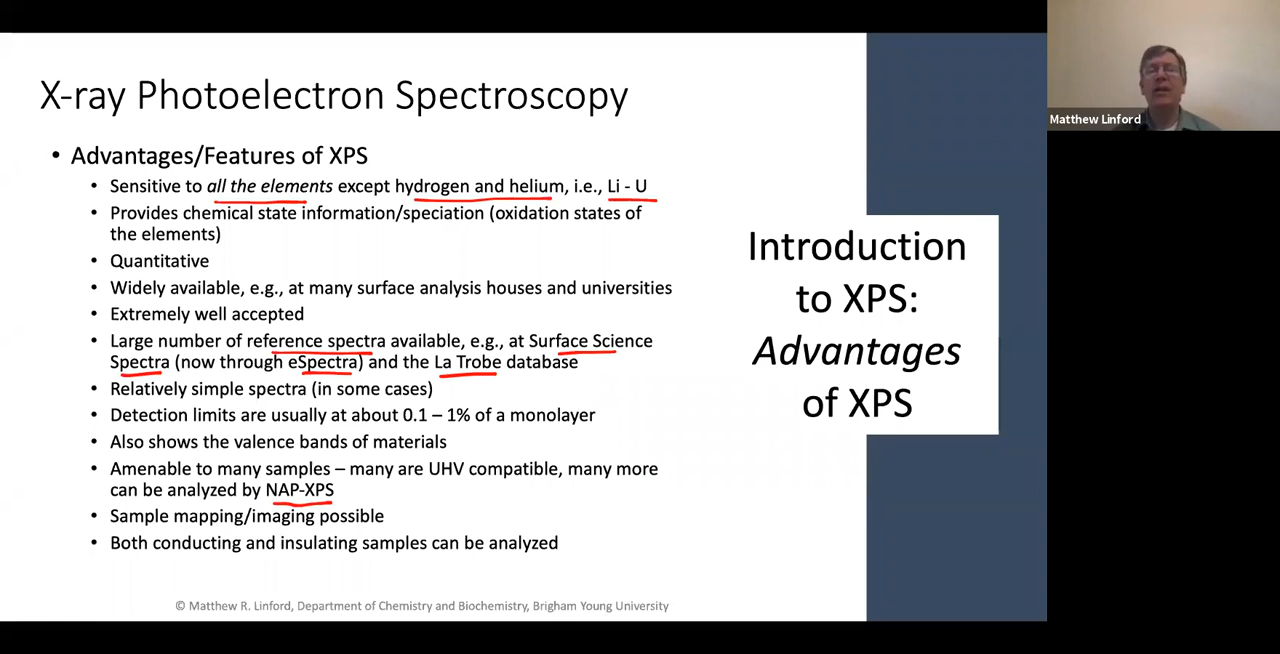 X-ray Photoelectron Spectroscopy
• Advantages/Features of XPS
• Sensitive to all the elements except hydrogen and helium, i.e., Li - U
• Provides chemical state information/speciation (oxidation states of
the elements)
• Quantitative
• Widely available, e.g., at many surface analysis houses and universities
• Extremely well accepted
• Large number of reference spectra available, e.g., at Surface Science
Spectra (now through eSpectra) and the La Trobe database
• Relatively simple spectra (in some cases)
• Detection limits are usually at about 0.1 – 1% of a monolayer
• Also shows the valence bands of materials
• Amenable to many samples – many are UHV compatible, many more
can be analyzed by NAP-XPS
• Sample mapping/imaging possible
• Both conducting and insulating samples can be analyzed
© Matthew R. Linford, Department of Chemistry and Biochemistry, Brigham Young University
Introduction
to XPS:
Advantages
of XPS
Matthew Linford